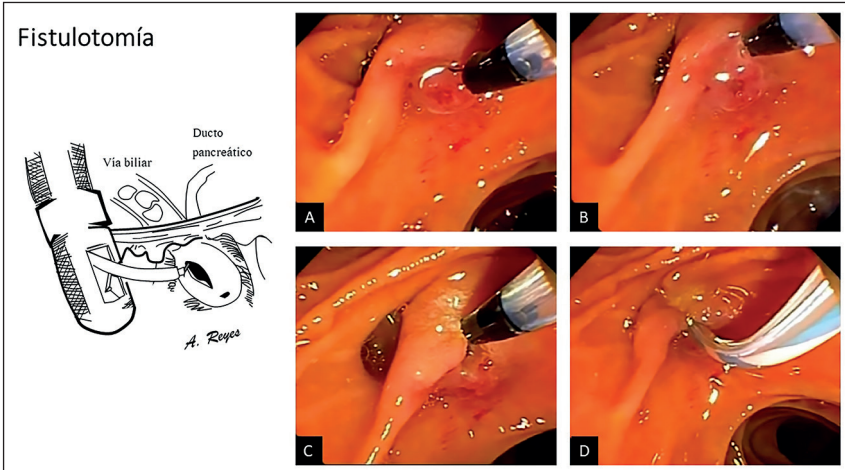 Fistulotomía
Ducto
Vía biliar
pancreático
A. Reyes
A
B
C
D